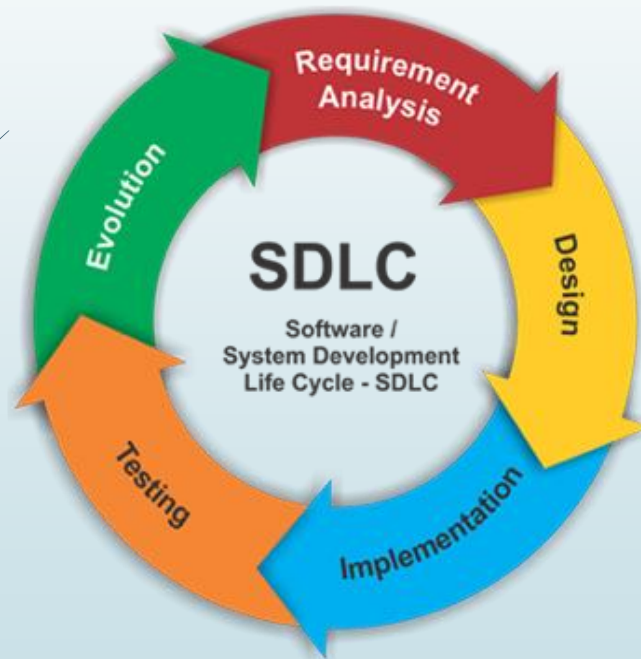 SDLC
Software /
System Development
Life Cycle - SDLC
Requirement
Analysis
Design
Implementation
Testing
Evolution